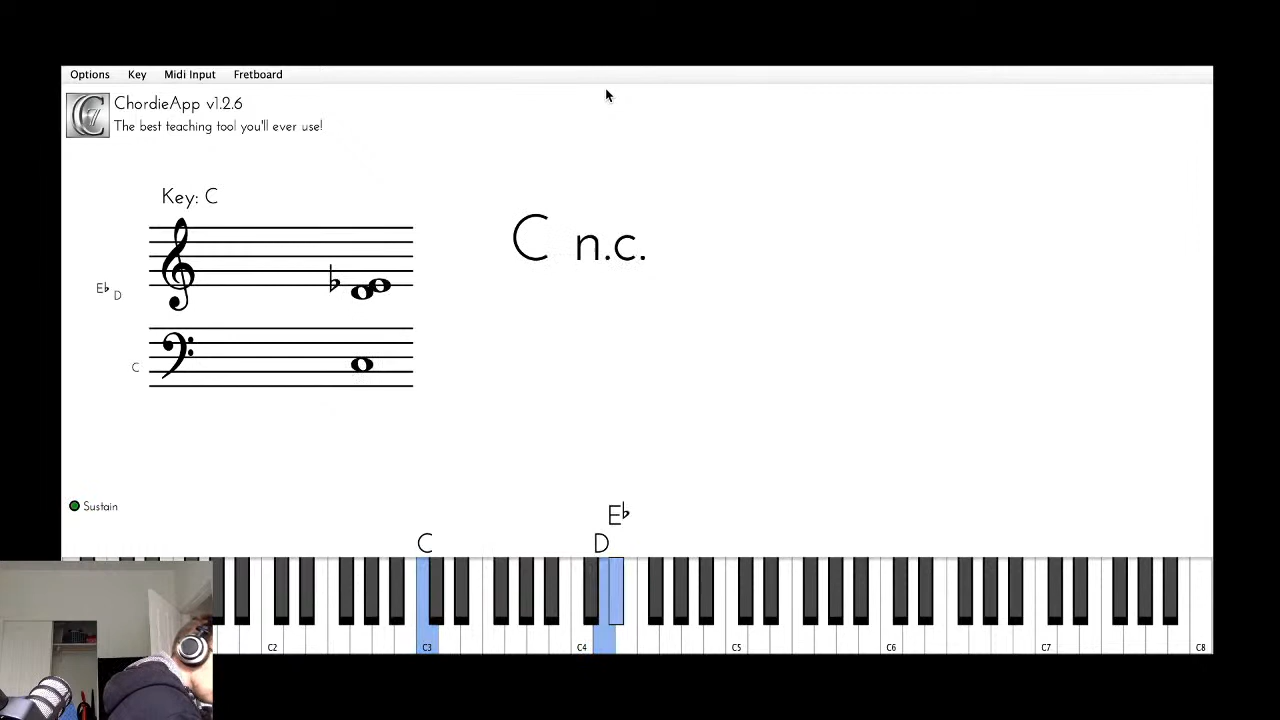 Options Key Midi Input Fretboard
ChordieApp v1.2.6
The best teaching tool you'll ever use!
Key: C
C n.c.
E♭ D
C
Sustain
E♭
C D
C2 C3 C4 C5 C6 C7 C8